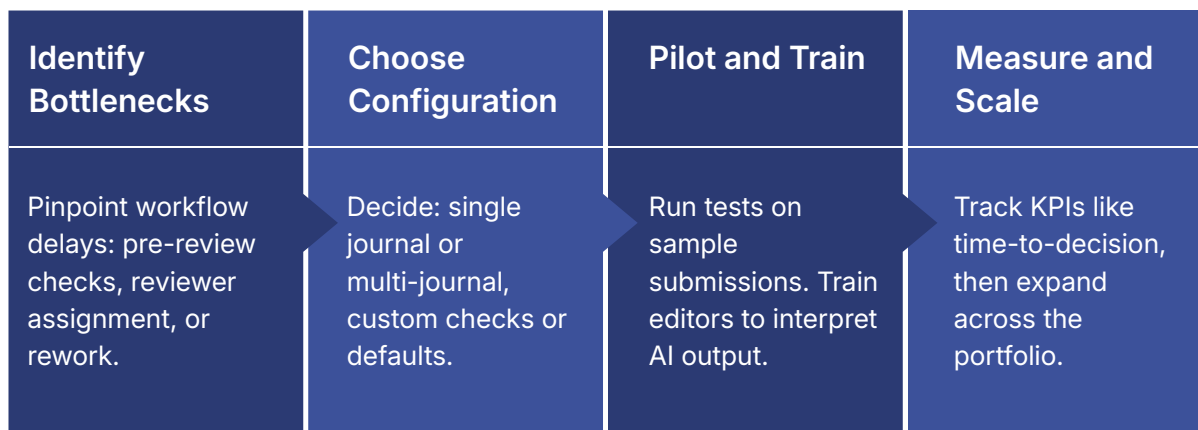 Identify
Bottlenecks
Pinpoint workflow
delays: pre-review
checks, reviewer
assignment, or
rework.
Choose
Configuration
Decide: single
journal or
multi-journal,
custom checks or
defaults.
Pilot and Train
Run tests on
sample
submissions. Train
editors to interpret
AI output.
Measure and
Scale
Track KPIs like
time-to-decision,
then expand
across the
portfolio.